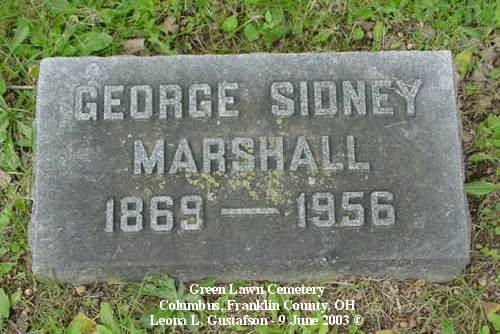 GEORGE SIDNEY
MARSHALL
1869 — 1956
Green Lawn Cemetery
Columbus, Franklin County, OH
Leona L. Gustafson - 9 June 2003 ©